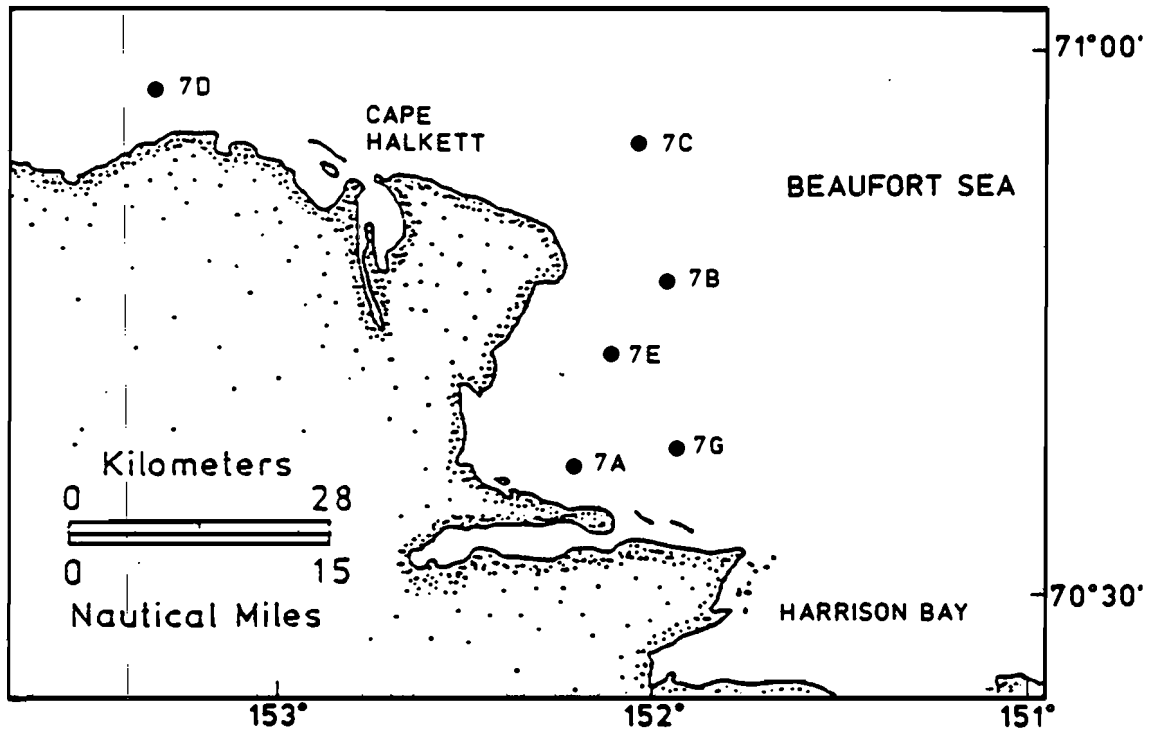 71°00'
7D
CAPE
HALKETT
7C
BEAUFORT SEA
7B
7E
7G
7A
Kilometers
0 28
0 15
Nautical Miles
70°30'
HARRISON BAY
153° 152° 151°